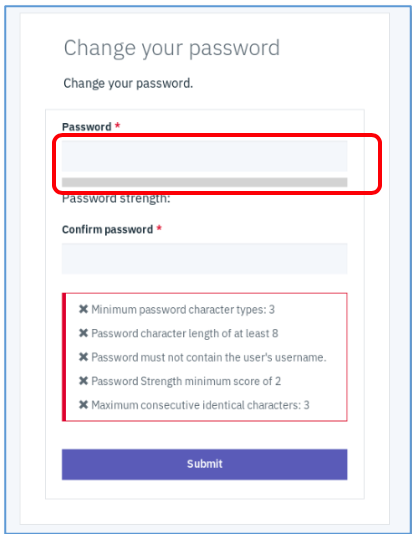 Change your password
Change your password.
Password *
Password strength:
Confirm password *
✖ Minimum password character types: 3
✖ Password character length of at least 8
✖ Password must not contain the user's username.
✖ Password Strength minimum score of 2
✖ Maximum consecutive identical characters: 3
Submit